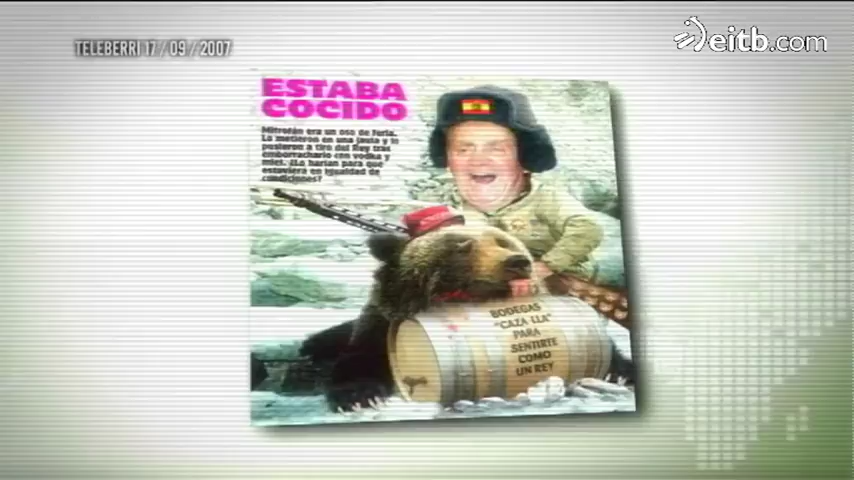 TELEBERRI 17/09/2007
eitb.com
ESTABA
COCIDO
Mitrofán era un oso de feria.
Lo metieron en una jaula y lo
pusieron a tiro del Rey tras
emborracharlo con vodka y
miel. ¿Lo harían para que
estuviera en igualdad de
condiciones?
BODEGAS
"CAZA LLA"
PARA
SENTIRTE
COMO
UN REY